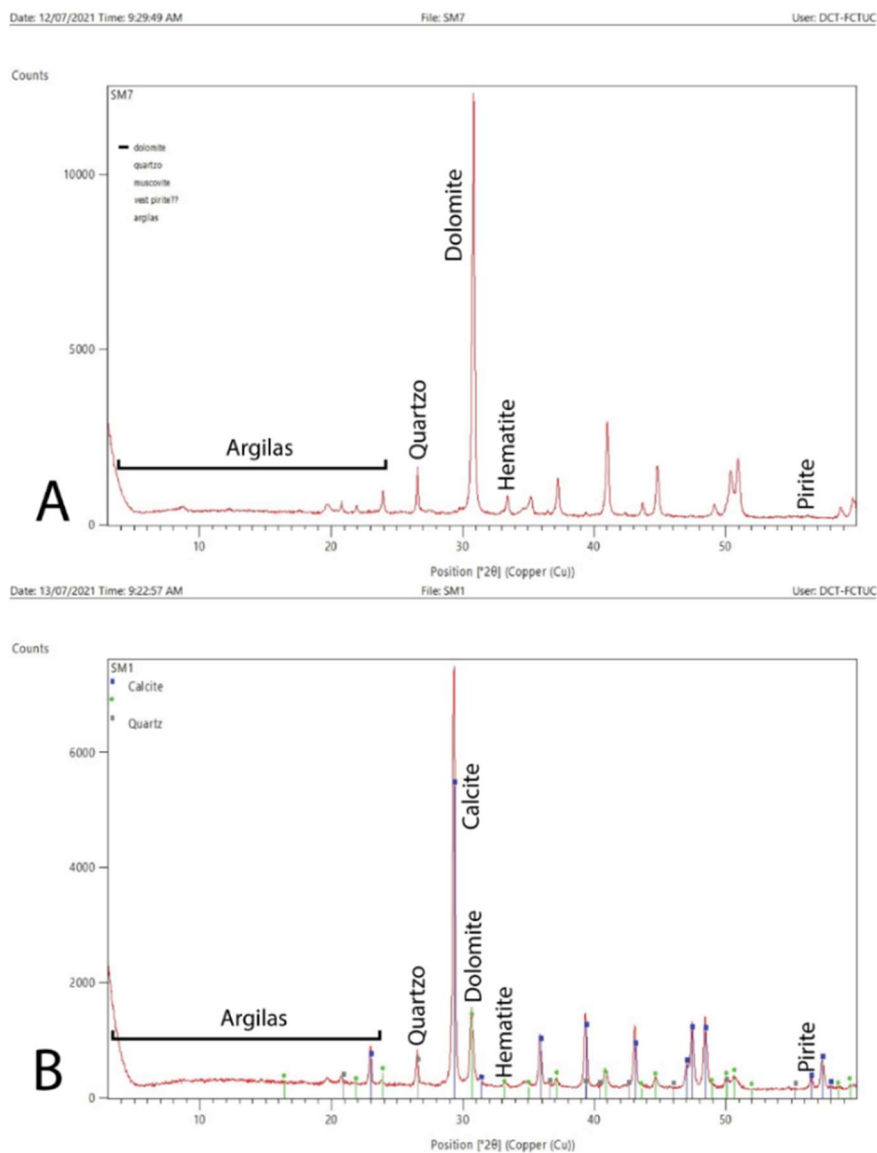 Date: 12/07/2021 Time: 9:29:49 AM File: SM7 User: DCT-FCTUC
Counts
SM7
dolomite
quartzo
muscovite
vest pirite??
argilas
10000
5000
0
Argilas
Quartzo
Dolomite
Hematite
Pirite
A
10 20 30 40 50
Position [°2θ] (Copper (Cu))
Date: 13/07/2021 Time: 9:22:57 AM File: SM1 User: DCT-FCTUC
Counts
SM1
Calcite
Quartz
6000
4000
2000
0
Argilas
Quartzo
Calcite
Dolomite
Hematite
Pirite
B
10 20 30 40 50
Position [°2θ] (Copper (Cu))